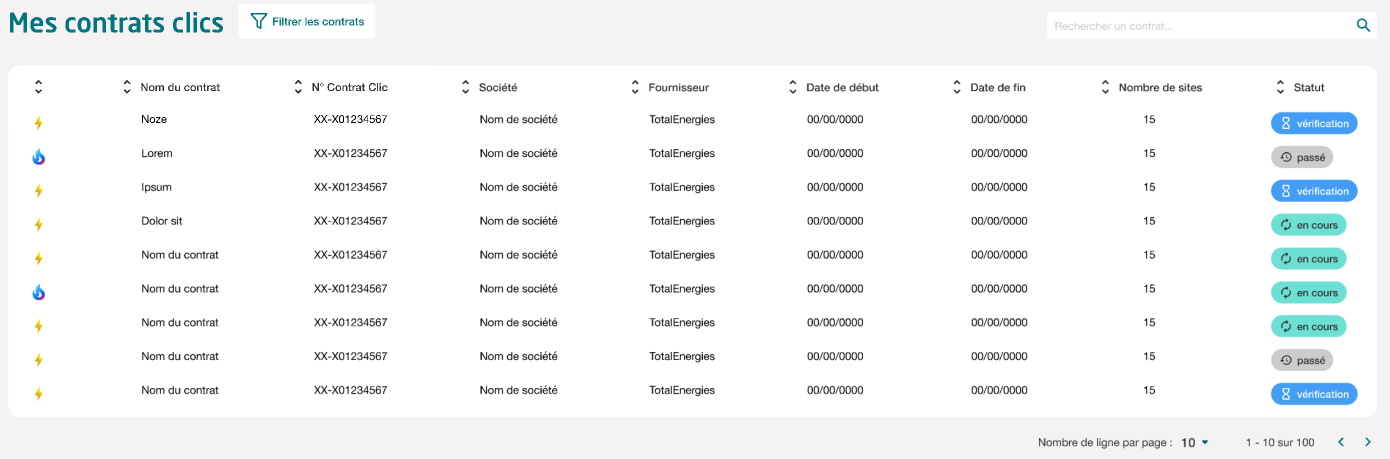 Mes contrats clics
Filtrer les contrats
Rechercher un contrat...
Nom du contrat N° Contrat Clic Société Fournisseur Date de début Date de fin Nombre de sites Statut
Noze XX-X01234567 Nom de société TotalEnergies 00/00/0000 00/00/0000 15 vérification
Lorem XX-X01234567 Nom de société TotalEnergies 00/00/0000 00/00/0000 15 passé
Ipsum XX-X01234567 Nom de société TotalEnergies 00/00/0000 00/00/0000 15 vérification
Dolor sit XX-X01234567 Nom de société TotalEnergies 00/00/0000 00/00/0000 15 en cours
Nom du contrat XX-X01234567 Nom de société TotalEnergies 00/00/0000 00/00/0000 15 en cours
Nom du contrat XX-X01234567 Nom de société TotalEnergies 00/00/0000 00/00/0000 15 en cours
Nom du contrat XX-X01234567 Nom de société TotalEnergies 00/00/0000 00/00/0000 15 en cours
Nom du contrat XX-X01234567 Nom de société TotalEnergies 00/00/0000 00/00/0000 15 passé
Nom du contrat XX-X01234567 Nom de société TotalEnergies 00/00/0000 00/00/0000 15 vérification
Nombre de ligne par page : 10 1 - 10 sur 100